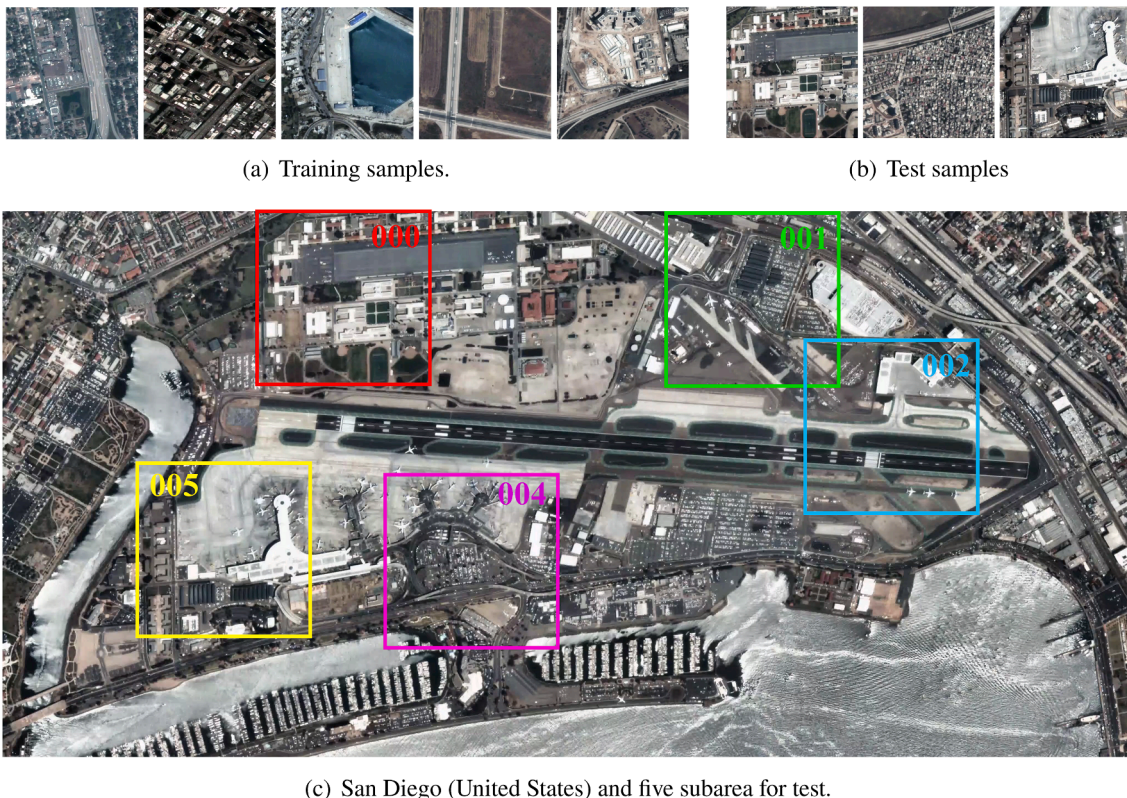 (a) Training samples.
(b) Test samples
000
001
002
005
004
(c) San Diego (United States) and five subarea for test.